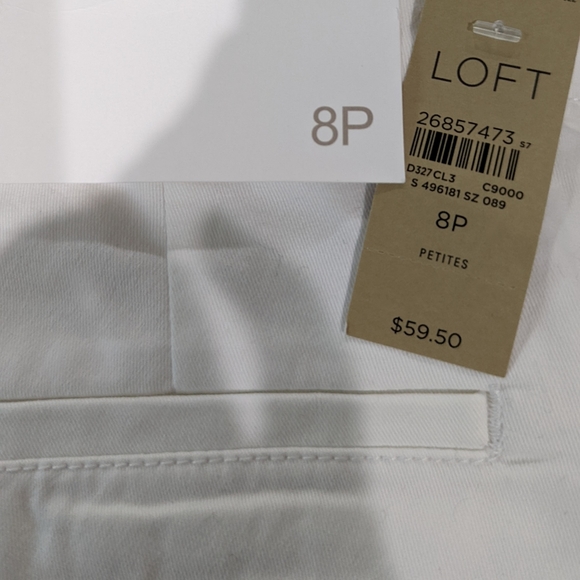 8P
LOFT
26857473 S7
D327CL3 C9000
S 496181 SZ 089
8P
PETITES
$59.50